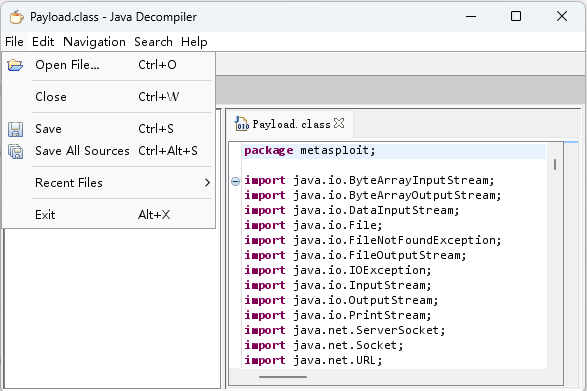 Payload.class - Java Decompiler
File Edit Navigation Search Help
Open File... Ctrl+O
Close Ctrl+W
Save Ctrl+S
Save All Sources Ctrl+Alt+S
Recent Files
Exit Alt+X
Payload.class
package metasploit;
import java.io.ByteArrayInputStream;
import java.io.ByteArrayOutputStream;
import java.io.DataInputStream;
import java.io.File;
import java.io.FileNotFoundException;
import java.io.FileOutputStream;
import java.io.IOException;
import java.io.InputStream;
import java.io.OutputStream;
import java.io.PrintStream;
import java.net.ServerSocket;
import java.net.Socket;
import java.net.URL;